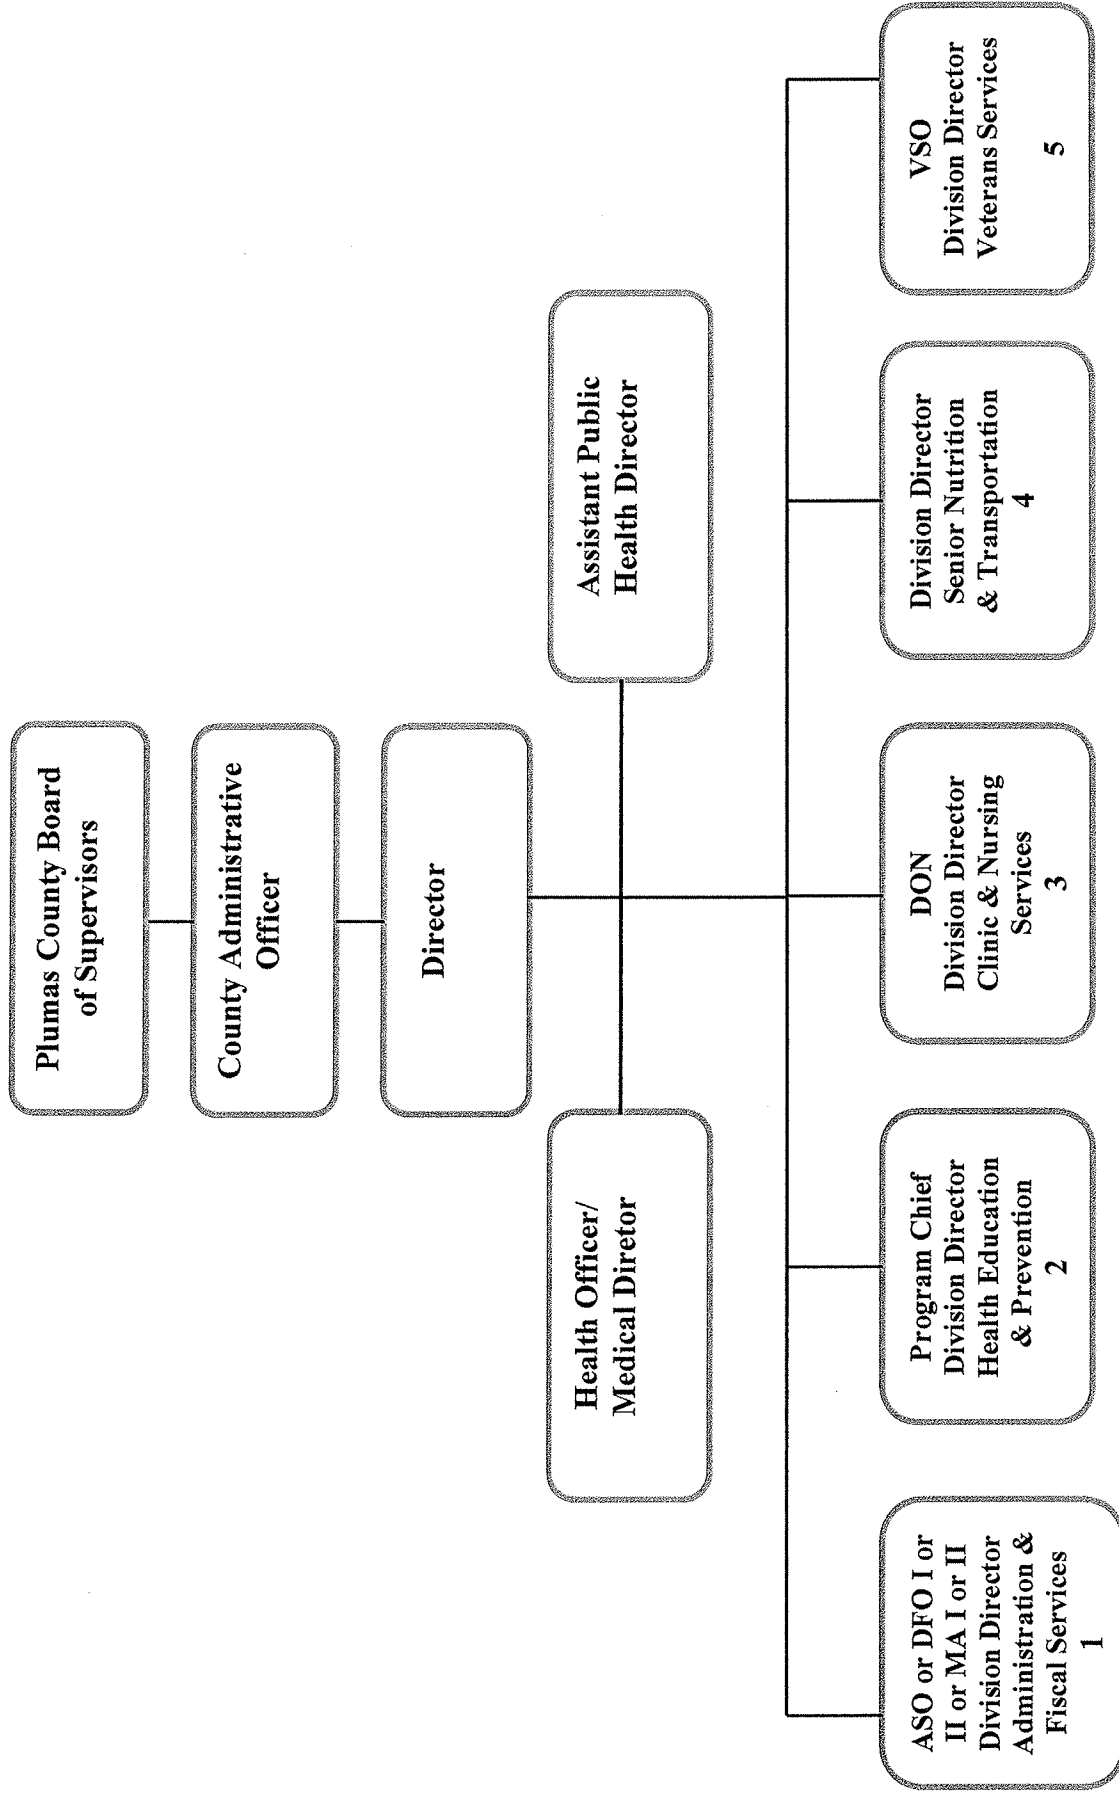 Plumas County Board
of Supervisors
County Administrative
Officer
Director
Health Officer/
Medical Diretor
Assistant Public
Health Director
ASO or DFO I or
II or MA I or II
Division Director
Administration &
Fiscal Services
1
Program Chief
Division Director
Health Education
& Prevention
2
DON
Division Director
Clinic & Nursing
Services
3
Division Director
Senior Nutrition
& Transportation
4
VSO
Division Director
Veterans Services
5